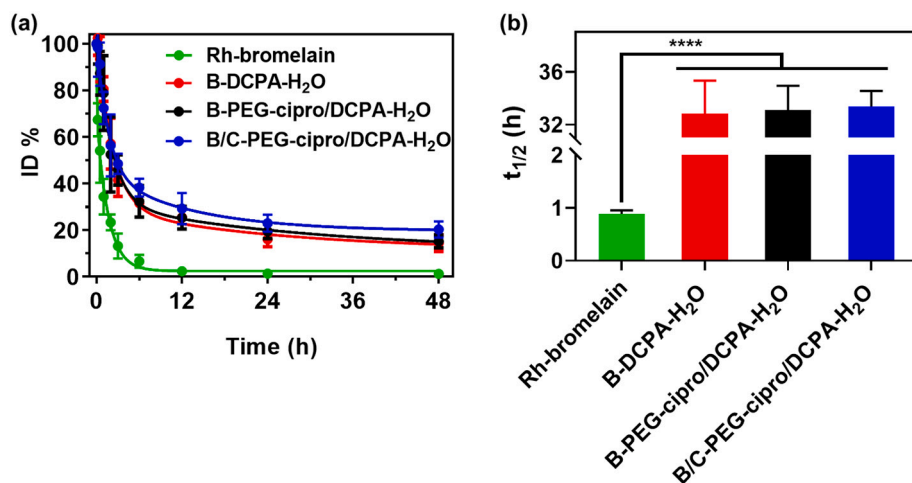 (a)
100
80
60
40
20
0
ID %
Rh-bromelain
B-DCPA-H₂O
B-PEG-cipro/DCPA-H₂O
B/C-PEG-cipro/DCPA-H₂O
0
12
24
36
48
Time (h)
(b)
****
36
32
2
1
0
t₁/₂ (h)
Rh-bromelain
B-DCPA-H₂O
B-PEG-cipro/DCPA-H₂O
B/C-PEG-cipro/DCPA-H₂O